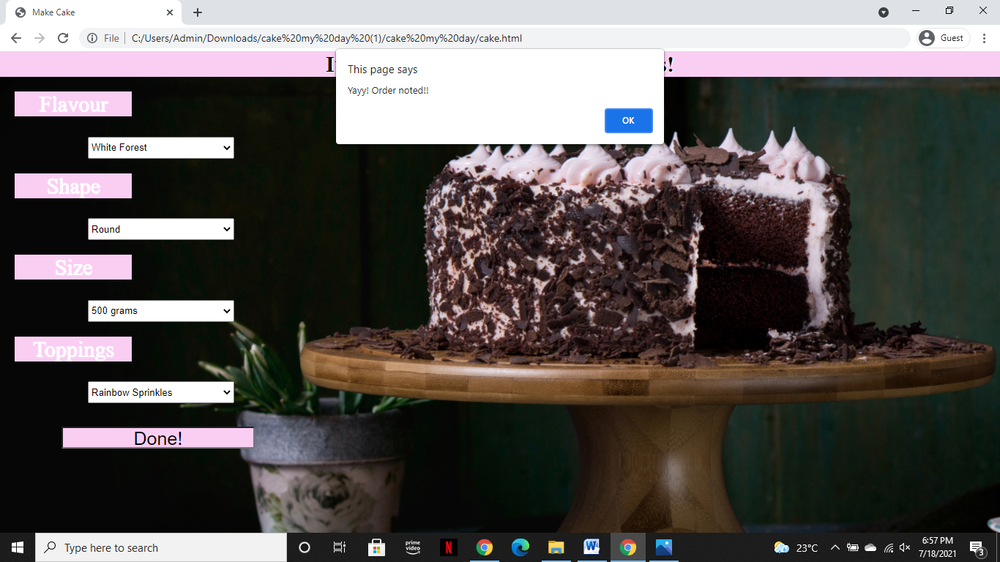 Make Cake
File
C:/Users/Admin/Downloads/cake%20my%20day%20(1)/cake%20my%20day/cake.html
Guest
This page says
Yayy! Order noted!!
OK
Flavour
White Forest
Shape
Round
Size
500 grams
Toppings
Rainbow Sprinkles
Done!
Type here to search
prime video
N
W
23°C
6:57 PM
7/18/2021
3